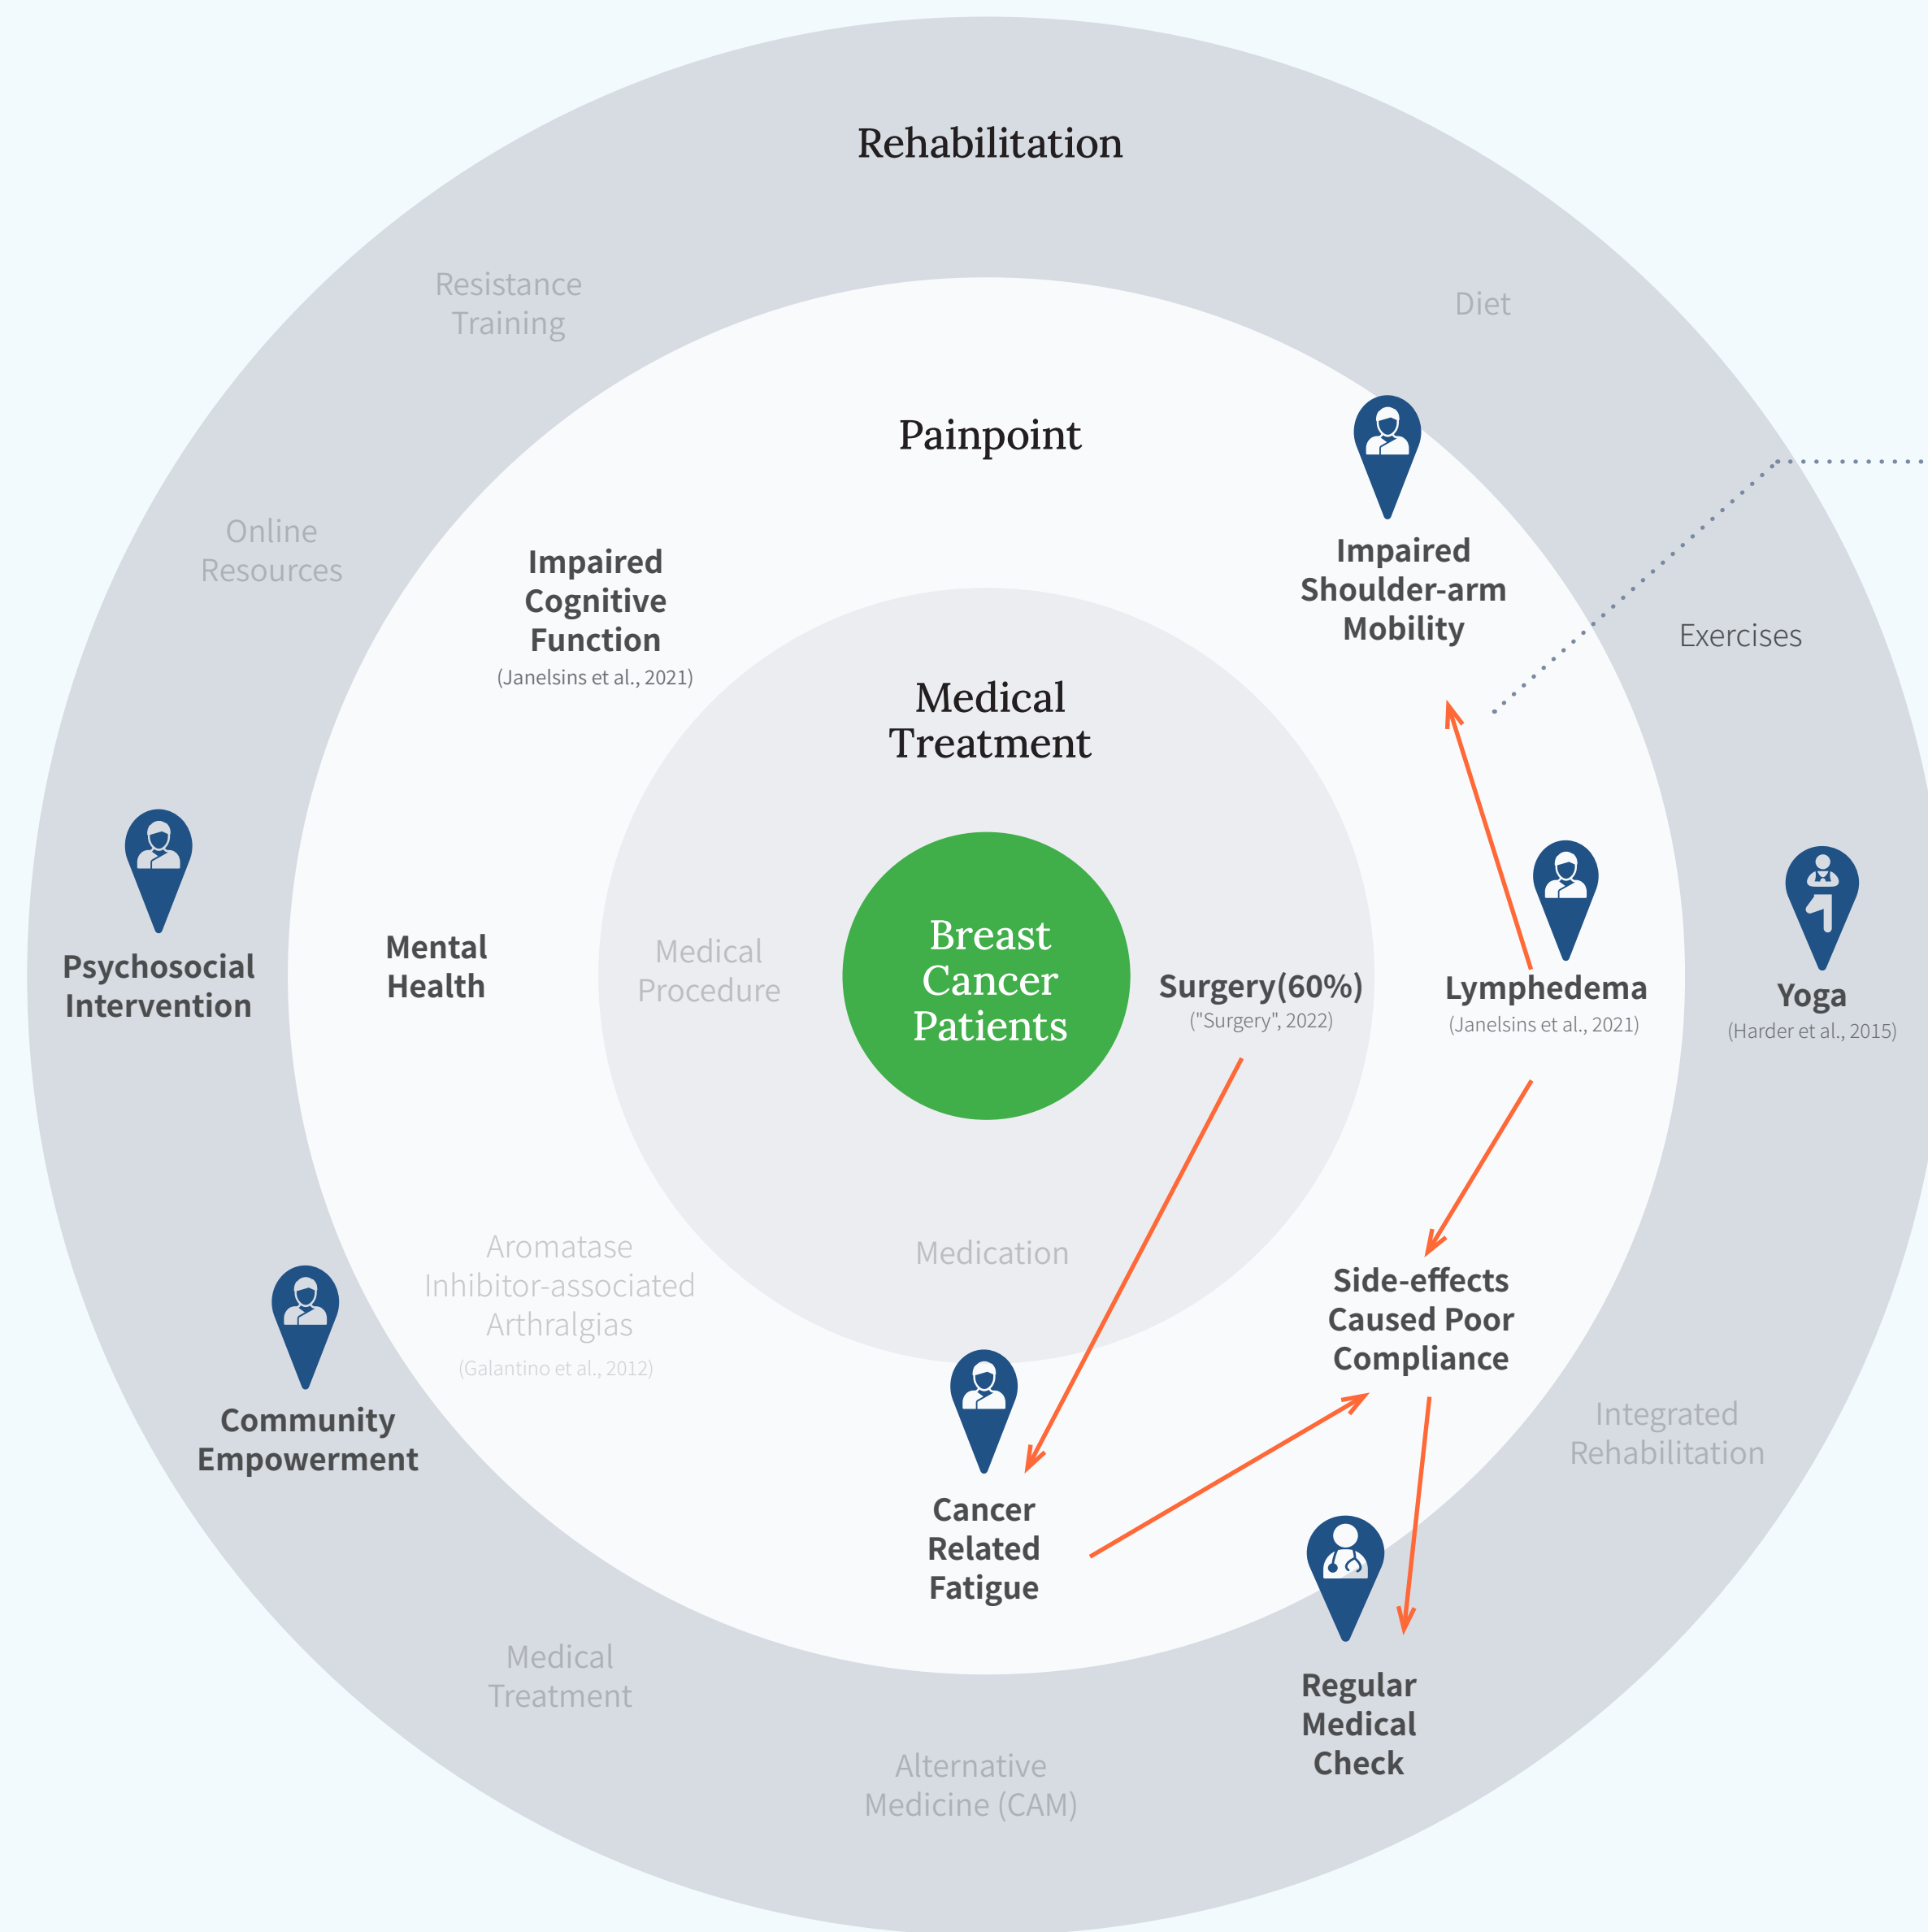 Rehabilitation
Resistance
Training
Diet
Painpoint
Online
Resources
Impaired
Cognitive
Function
(Janelsins et al., 2021)
Impaired
Shoulder-arm
Mobility
Exercises
Medical
Treatment
Psychosocial
Intervention
Mental
Health
Medical
Procedure
Breast
Cancer
Patients
Surgery(60%)
("Surgery", 2022)
Lymphedema
(Janelsins et al., 2021)
Yoga
(Harder et al., 2015)
Aromatase
Inhibitor-associated
Arthralgias
(Galantino et al., 2012)
Medication
Side-effects
Caused Poor
Compliance
Community
Empowerment
Integrated
Rehabilitation
Cancer
Related
Fatigue
Medical
Treatment
Regular
Medical
Check
Alternative
Medicine (CAM)